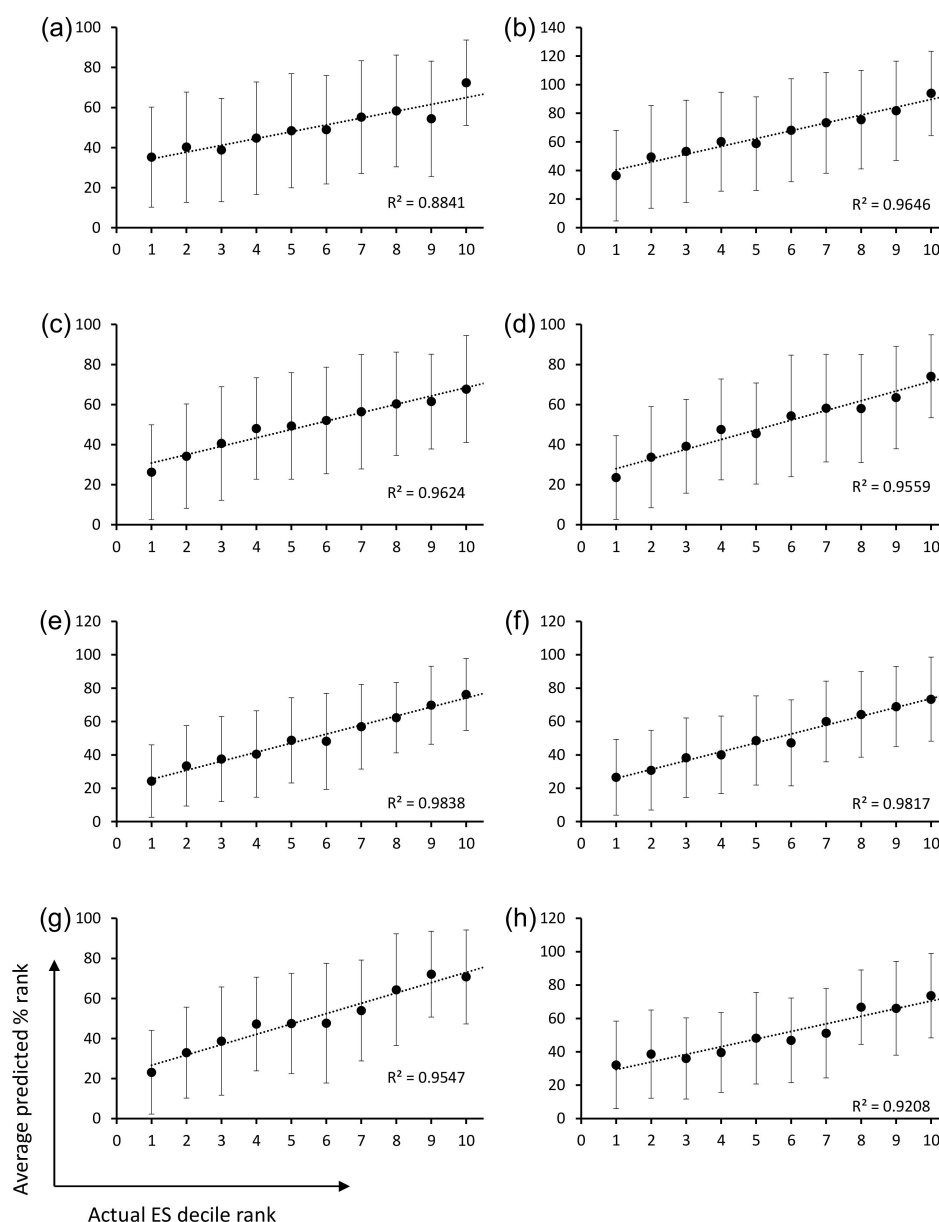 (a) 100 (b) 140
120
80
100
60
80
40
60
40
20
20
R² = 0.8841 R² = 0.9646
0 0
0 1 2 3 4 5 6 7 8 9 10 0 1 2 3 4 5 6 7 8 9 10
(c) 100 (d) 100
80 80
60 60
40 40
20 20
R² = 0.9624 R² = 0.9559
0 0
0 1 2 3 4 5 6 7 8 9 10 0 1 2 3 4 5 6 7 8 9 10
(e) 120 (f) 120
100 100
80 80
60 60
40 40
20 20
R² = 0.9838 R² = 0.9817
0 0
0 1 2 3 4 5 6 7 8 9 10 0 1 2 3 4 5 6 7 8 9 10
(g) 100 (h) 120
100
80
80
60
60
40
40
20
20
R² = 0.9547 R² = 0.9208
0 0
0 1 2 3 4 5 6 7 8 9 10 0 1 2 3 4 5 6 7 8 9 10
Average predicted % rank
Actual ES decile rank